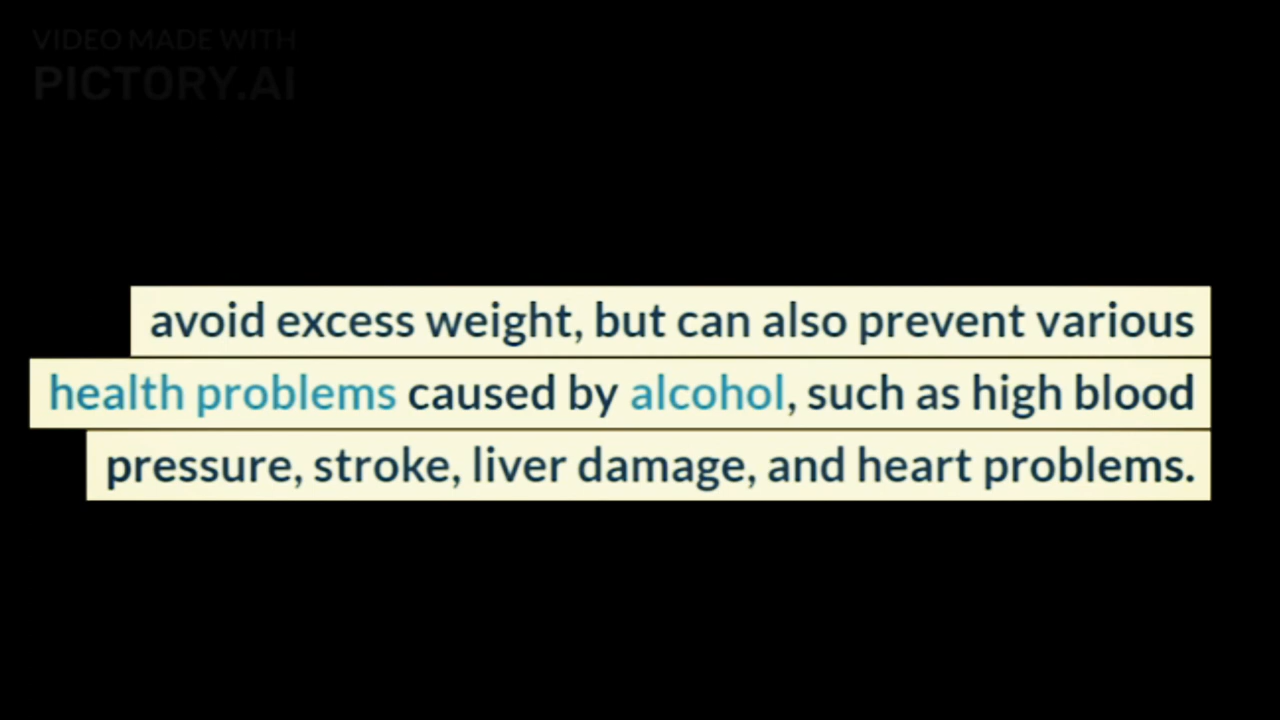 VIDEO MADE WITH
PICTORY.AI
avoid excess weight, but can also prevent various
health problems caused by alcohol, such as high blood
pressure, stroke, liver damage, and heart problems.